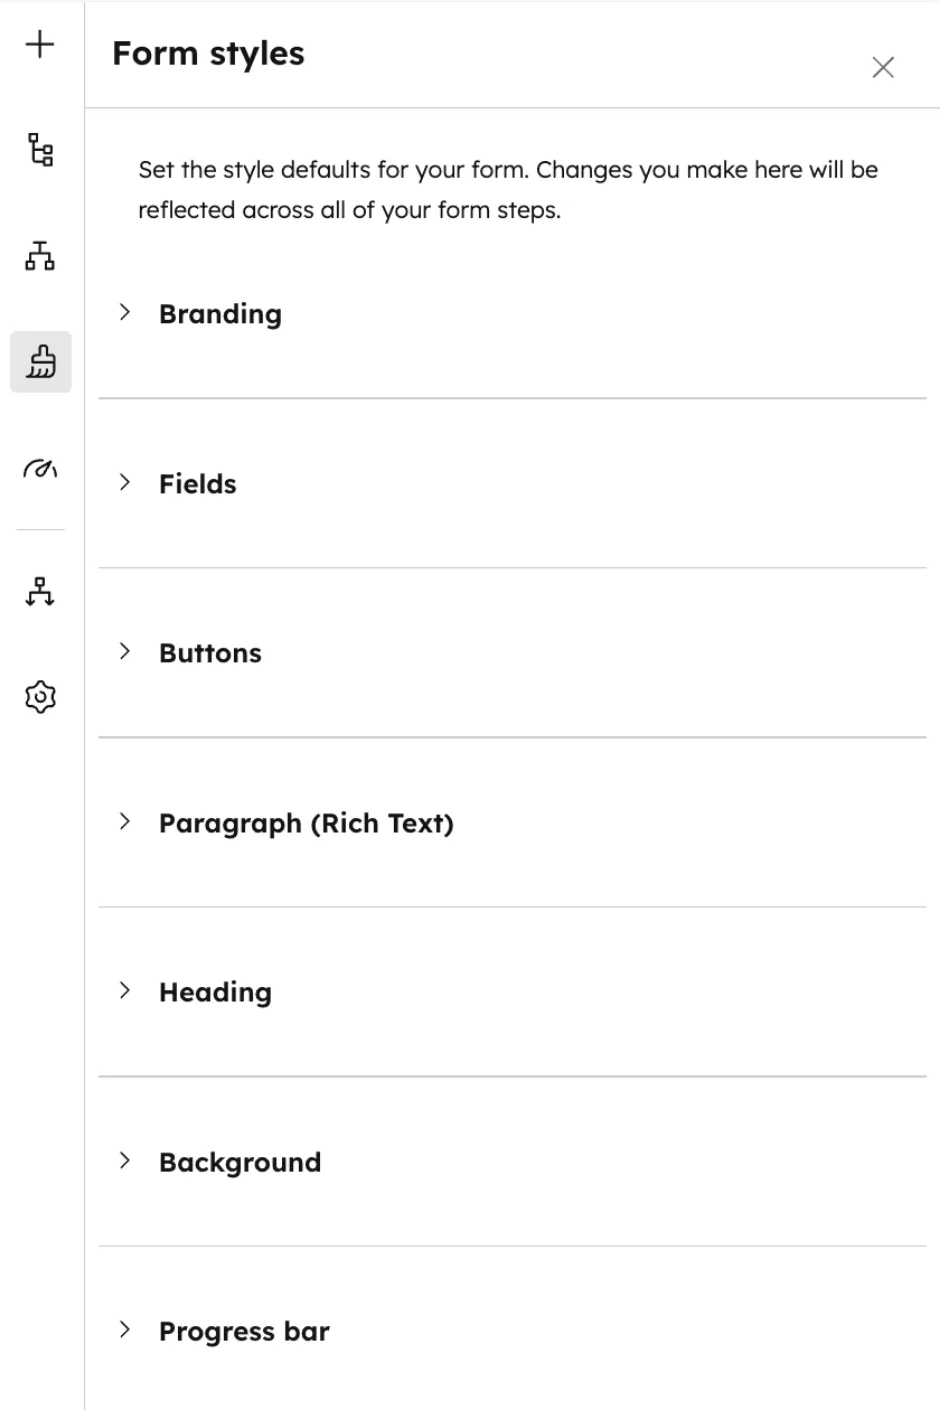 Form styles
Set the style defaults for your form. Changes you make here will be
reflected across all of your form steps.
Branding
Fields
Buttons
Paragraph (Rich Text)
Heading
Background
Progress bar